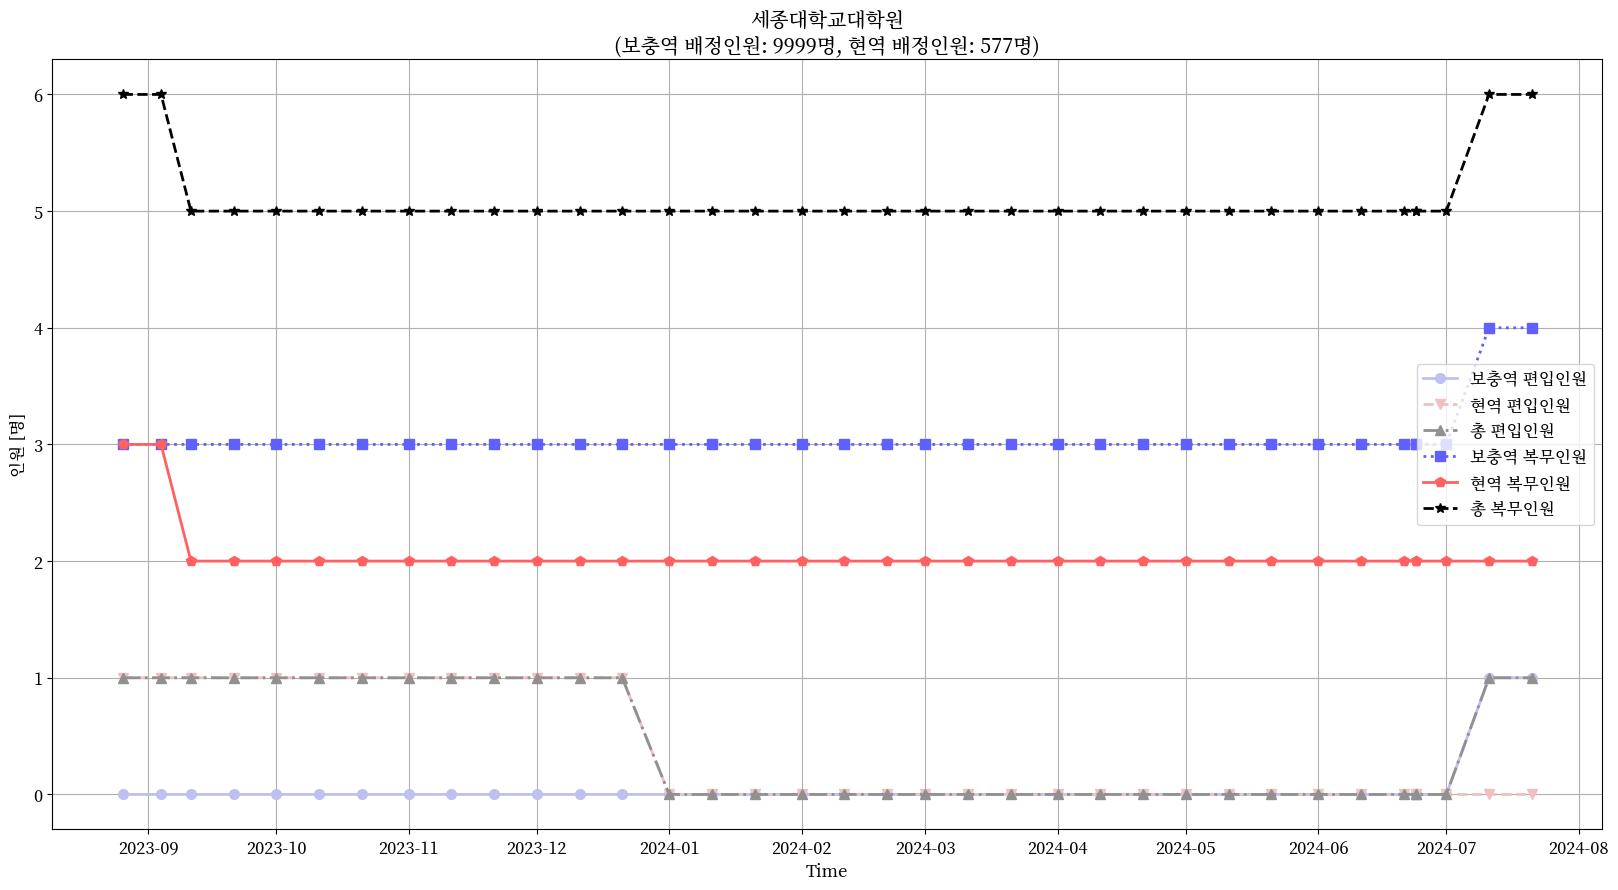 세종대학교대학원
(보충역 배정인원: 9999명, 현역 배정인원: 577명)
6
5
4
3
2
1
0
인원 [명]
보충역 편입인원
현역 편입인원
총 편입인원
보충역 복무인원
현역 복무인원
총 복무인원
2023-09 2023-10 2023-11 2023-12 2024-01 2024-02 2024-03 2024-04 2024-05 2024-06 2024-07 2024-08
Time